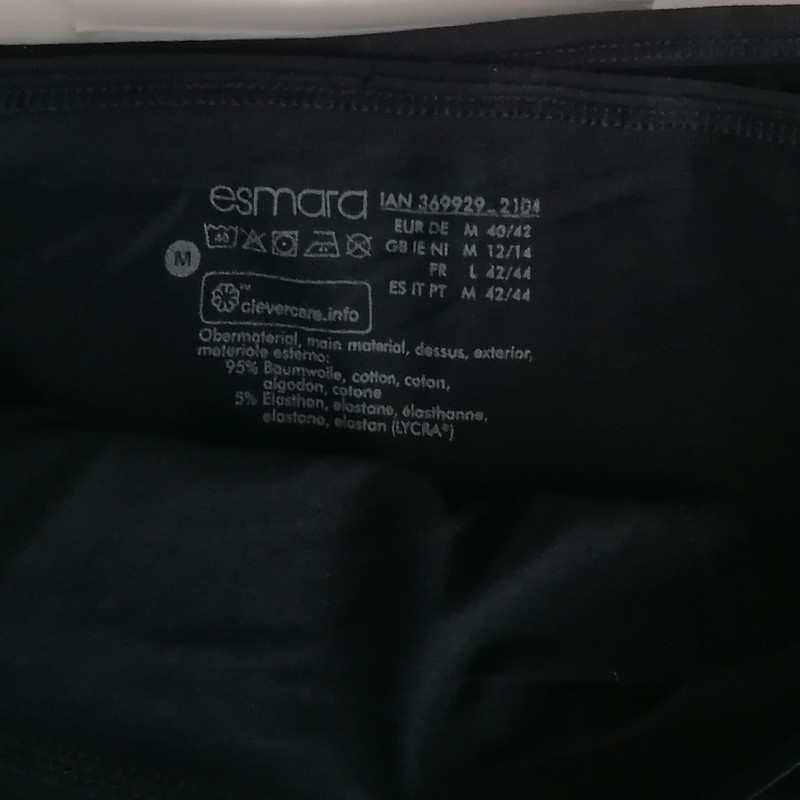 esmara
IAN 369929_2104
EUR DE M 40/42
GB IE NI M 12/14
FR L 42/44
ES IT PT M 42/44
40
M
clevercare.info
Obermaterial, main material, dessus, exterior,
materiale esterno:
95% Baumwolle, cotton, coton,
algodón, cotone
5% Elasthan, elastane, élasthanne,
elastano, elastan (LYCRA®)